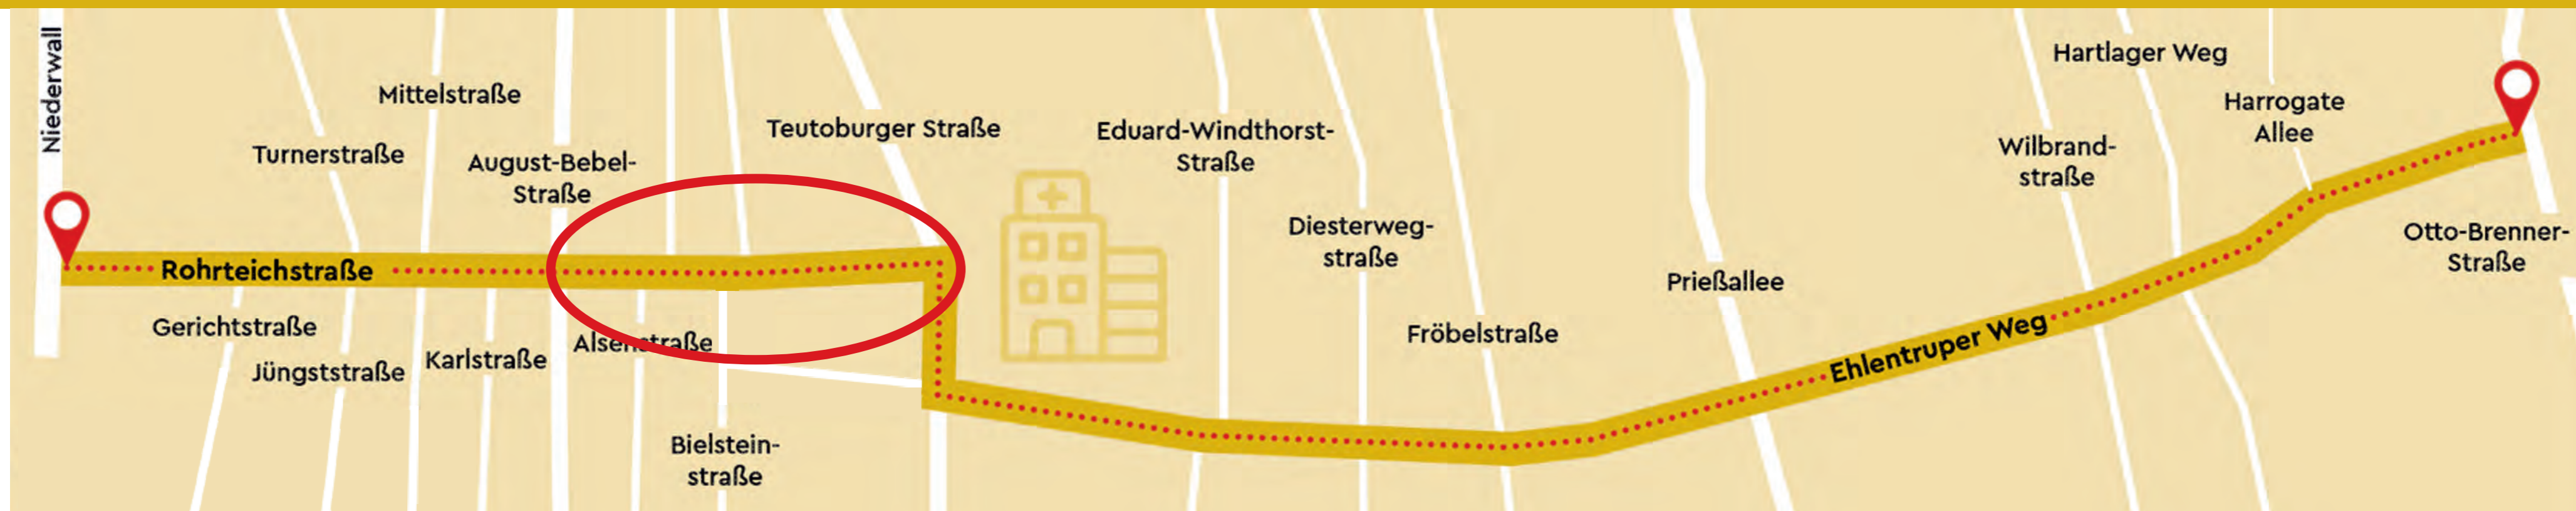 Niederwall
Mittelstraße
Turnerstraße
August-Bebel-
Straße
Teutoburger Straße
Eduard-Windthorst-
Straße
Hartlager Weg
Harrogate
Allee
Wilbrand-
straße
Diesterweg-
straße
Otto-Brenner-
Straße
Rohrteichstraße
Prießallee
Gerichtstraße
Jüngststraße
Karlstraße
Alsenstraße
Fröbelstraße
Ehlentruper Weg
Bielstein-
straße